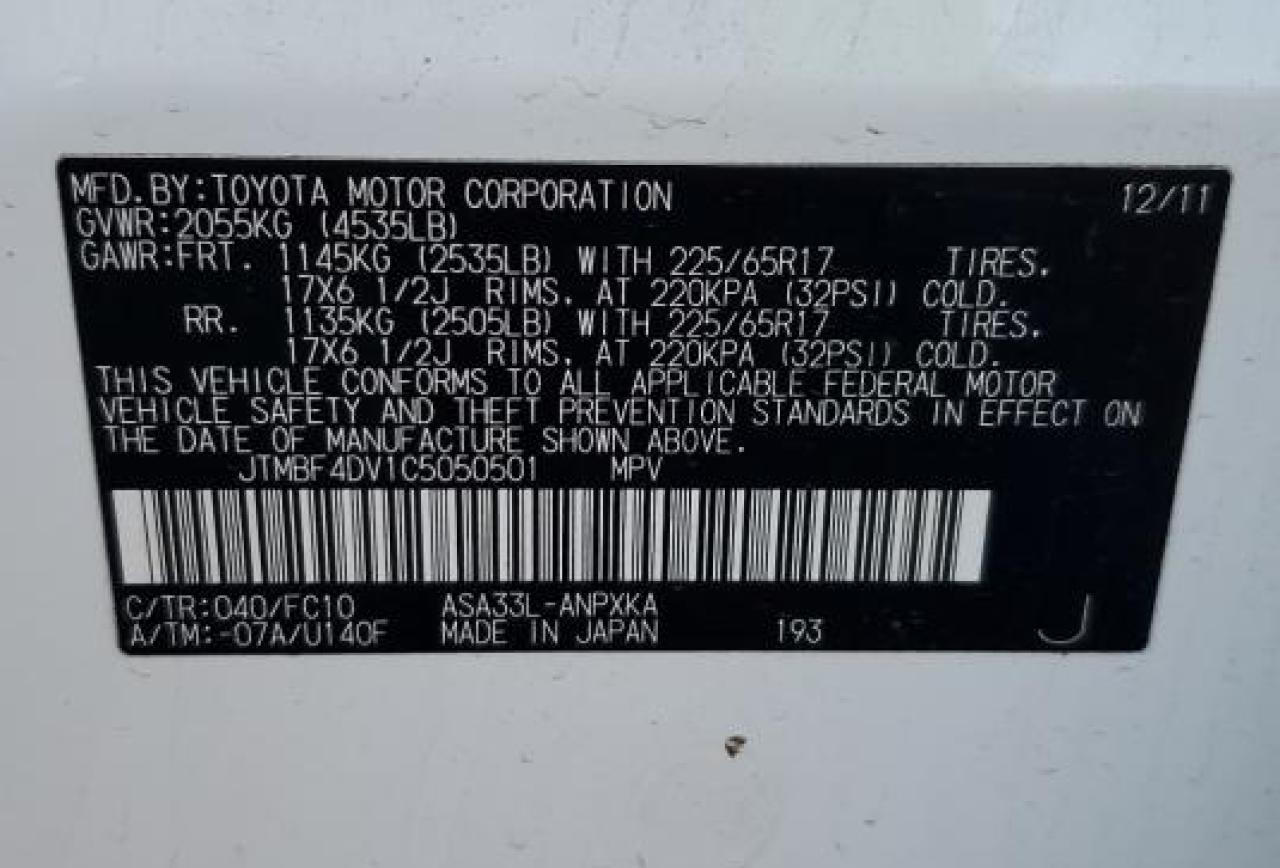 MFD.BY:TOYOTA MOTOR CORPORATION 12/11
GVWR:2055KG (4535LB)
GAWR:FRT. 1145KG (2535LB) WITH 225/65R17 TIRES.
17X6 1/2J RIMS. AT 220KPA (32PSI) COLD.
RR. 1135KG (2505LB) WITH 225/65R17 TIRES.
17X6 1/2J RIMS. AT 220KPA (32PSI) COLD.
THIS VEHICLE CONFORMS TO ALL APPLICABLE FEDERAL MOTOR
VEHICLE SAFETY AND THEFT PREVENTION STANDARDS IN EFFECT ON
THE DATE OF MANUFACTURE SHOWN ABOVE.
JTMBF4DV1C5050501 MPV
C/TR:040/FC10 ASA33L-ANPXKA
A/TM:-07A/U140F MADE IN JAPAN 193 J